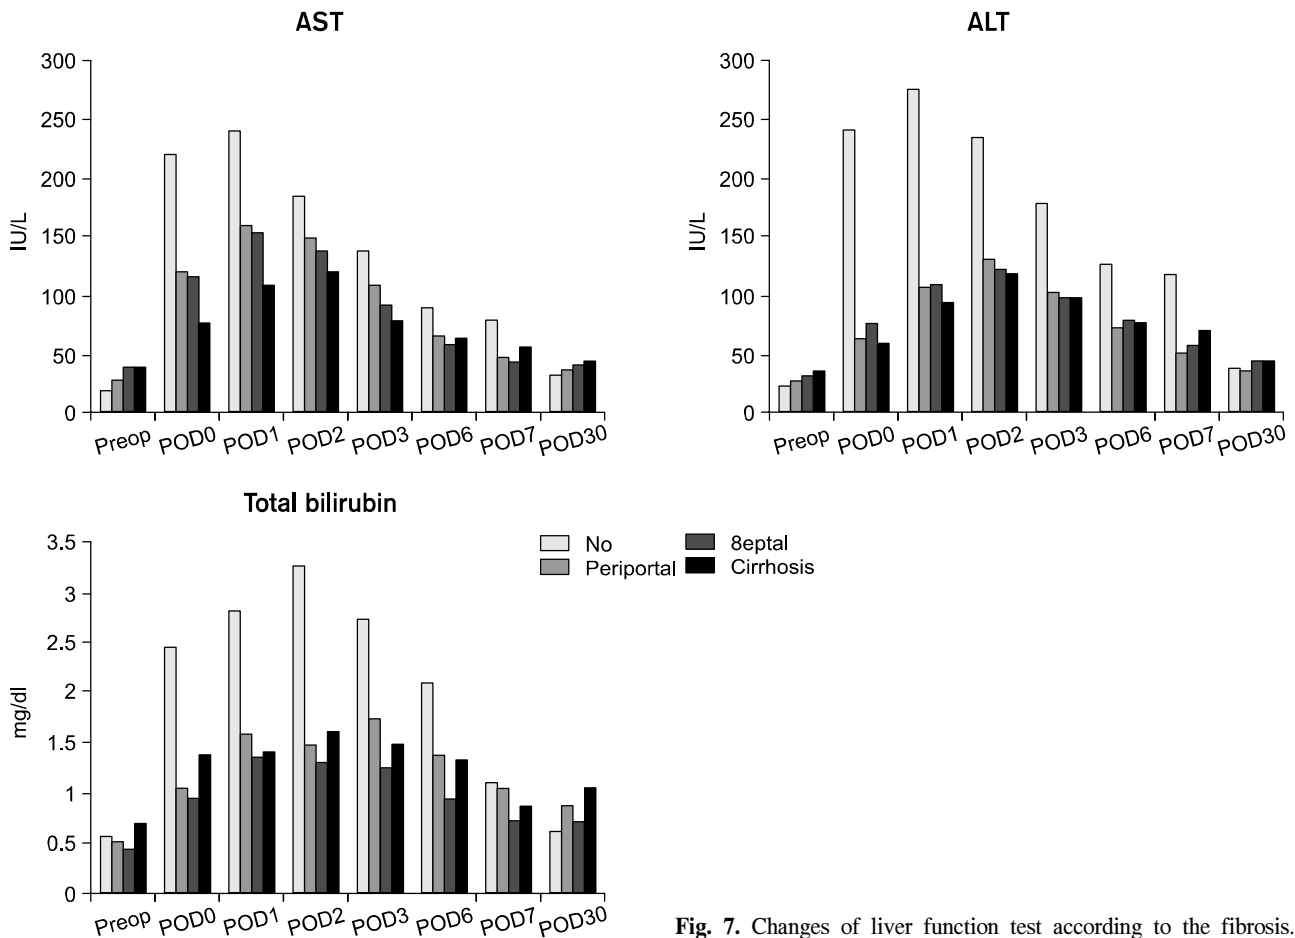 AST
300
250
200
150
100
50
0
IU/L
Preop POD0 POD1 POD2 POD3 POD6 POD7 POD30
ALT
300
250
200
150
100
50
0
IU/L
Preop POD0 POD1 POD2 POD3 POD6 POD7 POD30
Total bilirubin
3.5
3
2.5
2
1.5
1
0.5
0
mg/dl
Preop POD0 POD1 POD2 POD3 POD6 POD7 POD30
No
Periportal
8eptal
Cirrhosis
Fig. 7. Changes of liver function test according to the fibrosis.